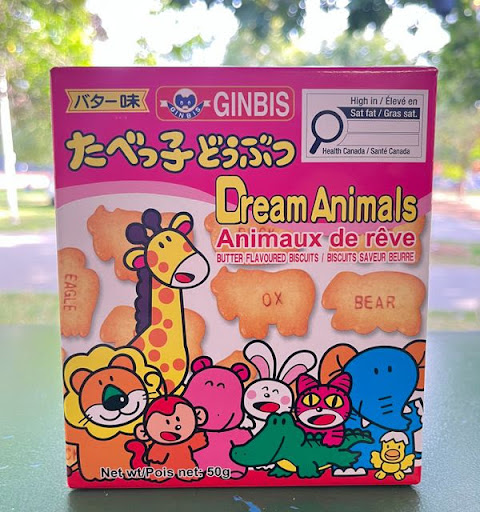 バター味
GINBIS
GINBIS
High in / Élevé en
Sat fat / Gras sat.
Health Canada / Santé Canada
たべっ子どうぶつ
Dream Animals
Animaux de rêve
BUTTER FLAVOURED BISCUITS / BISCUITS SAVEUR BEURRE
EAGLE
OX
BEAR
Net wt/Pois net: 50g